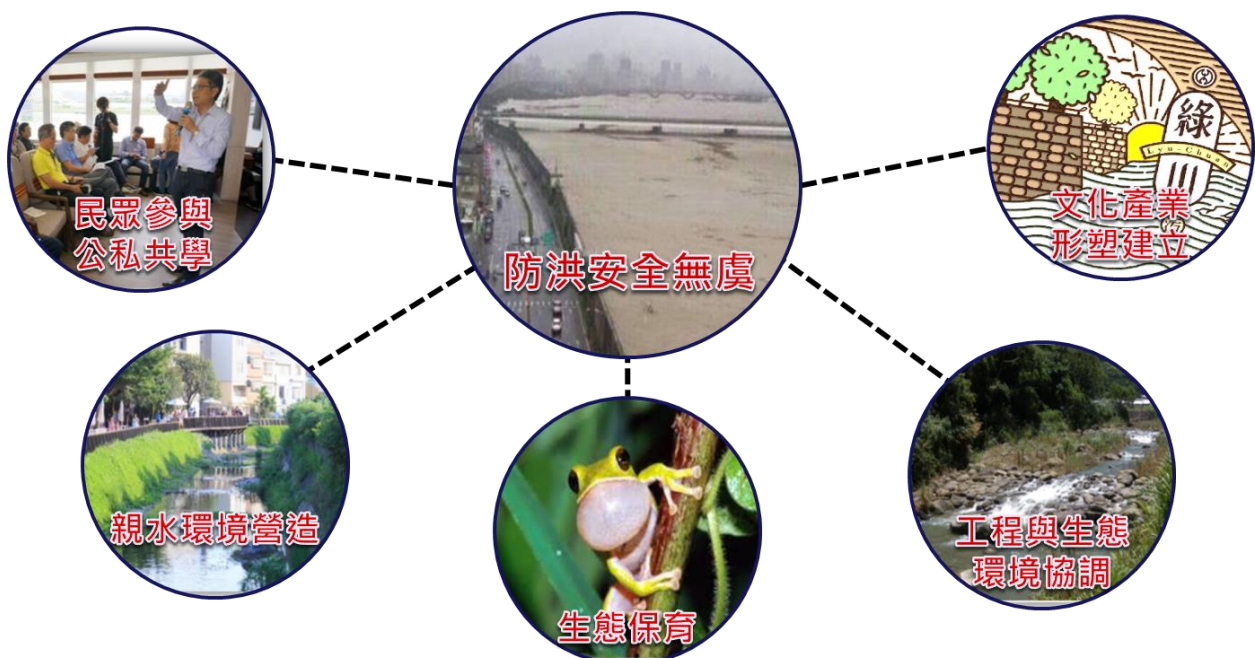 防洪安全無虞
民眾參與
公私共學
綠
川
Lyu-Chuan
文化產業
形塑建立
親水環境營造
生態保育
工程與生態
環境協調